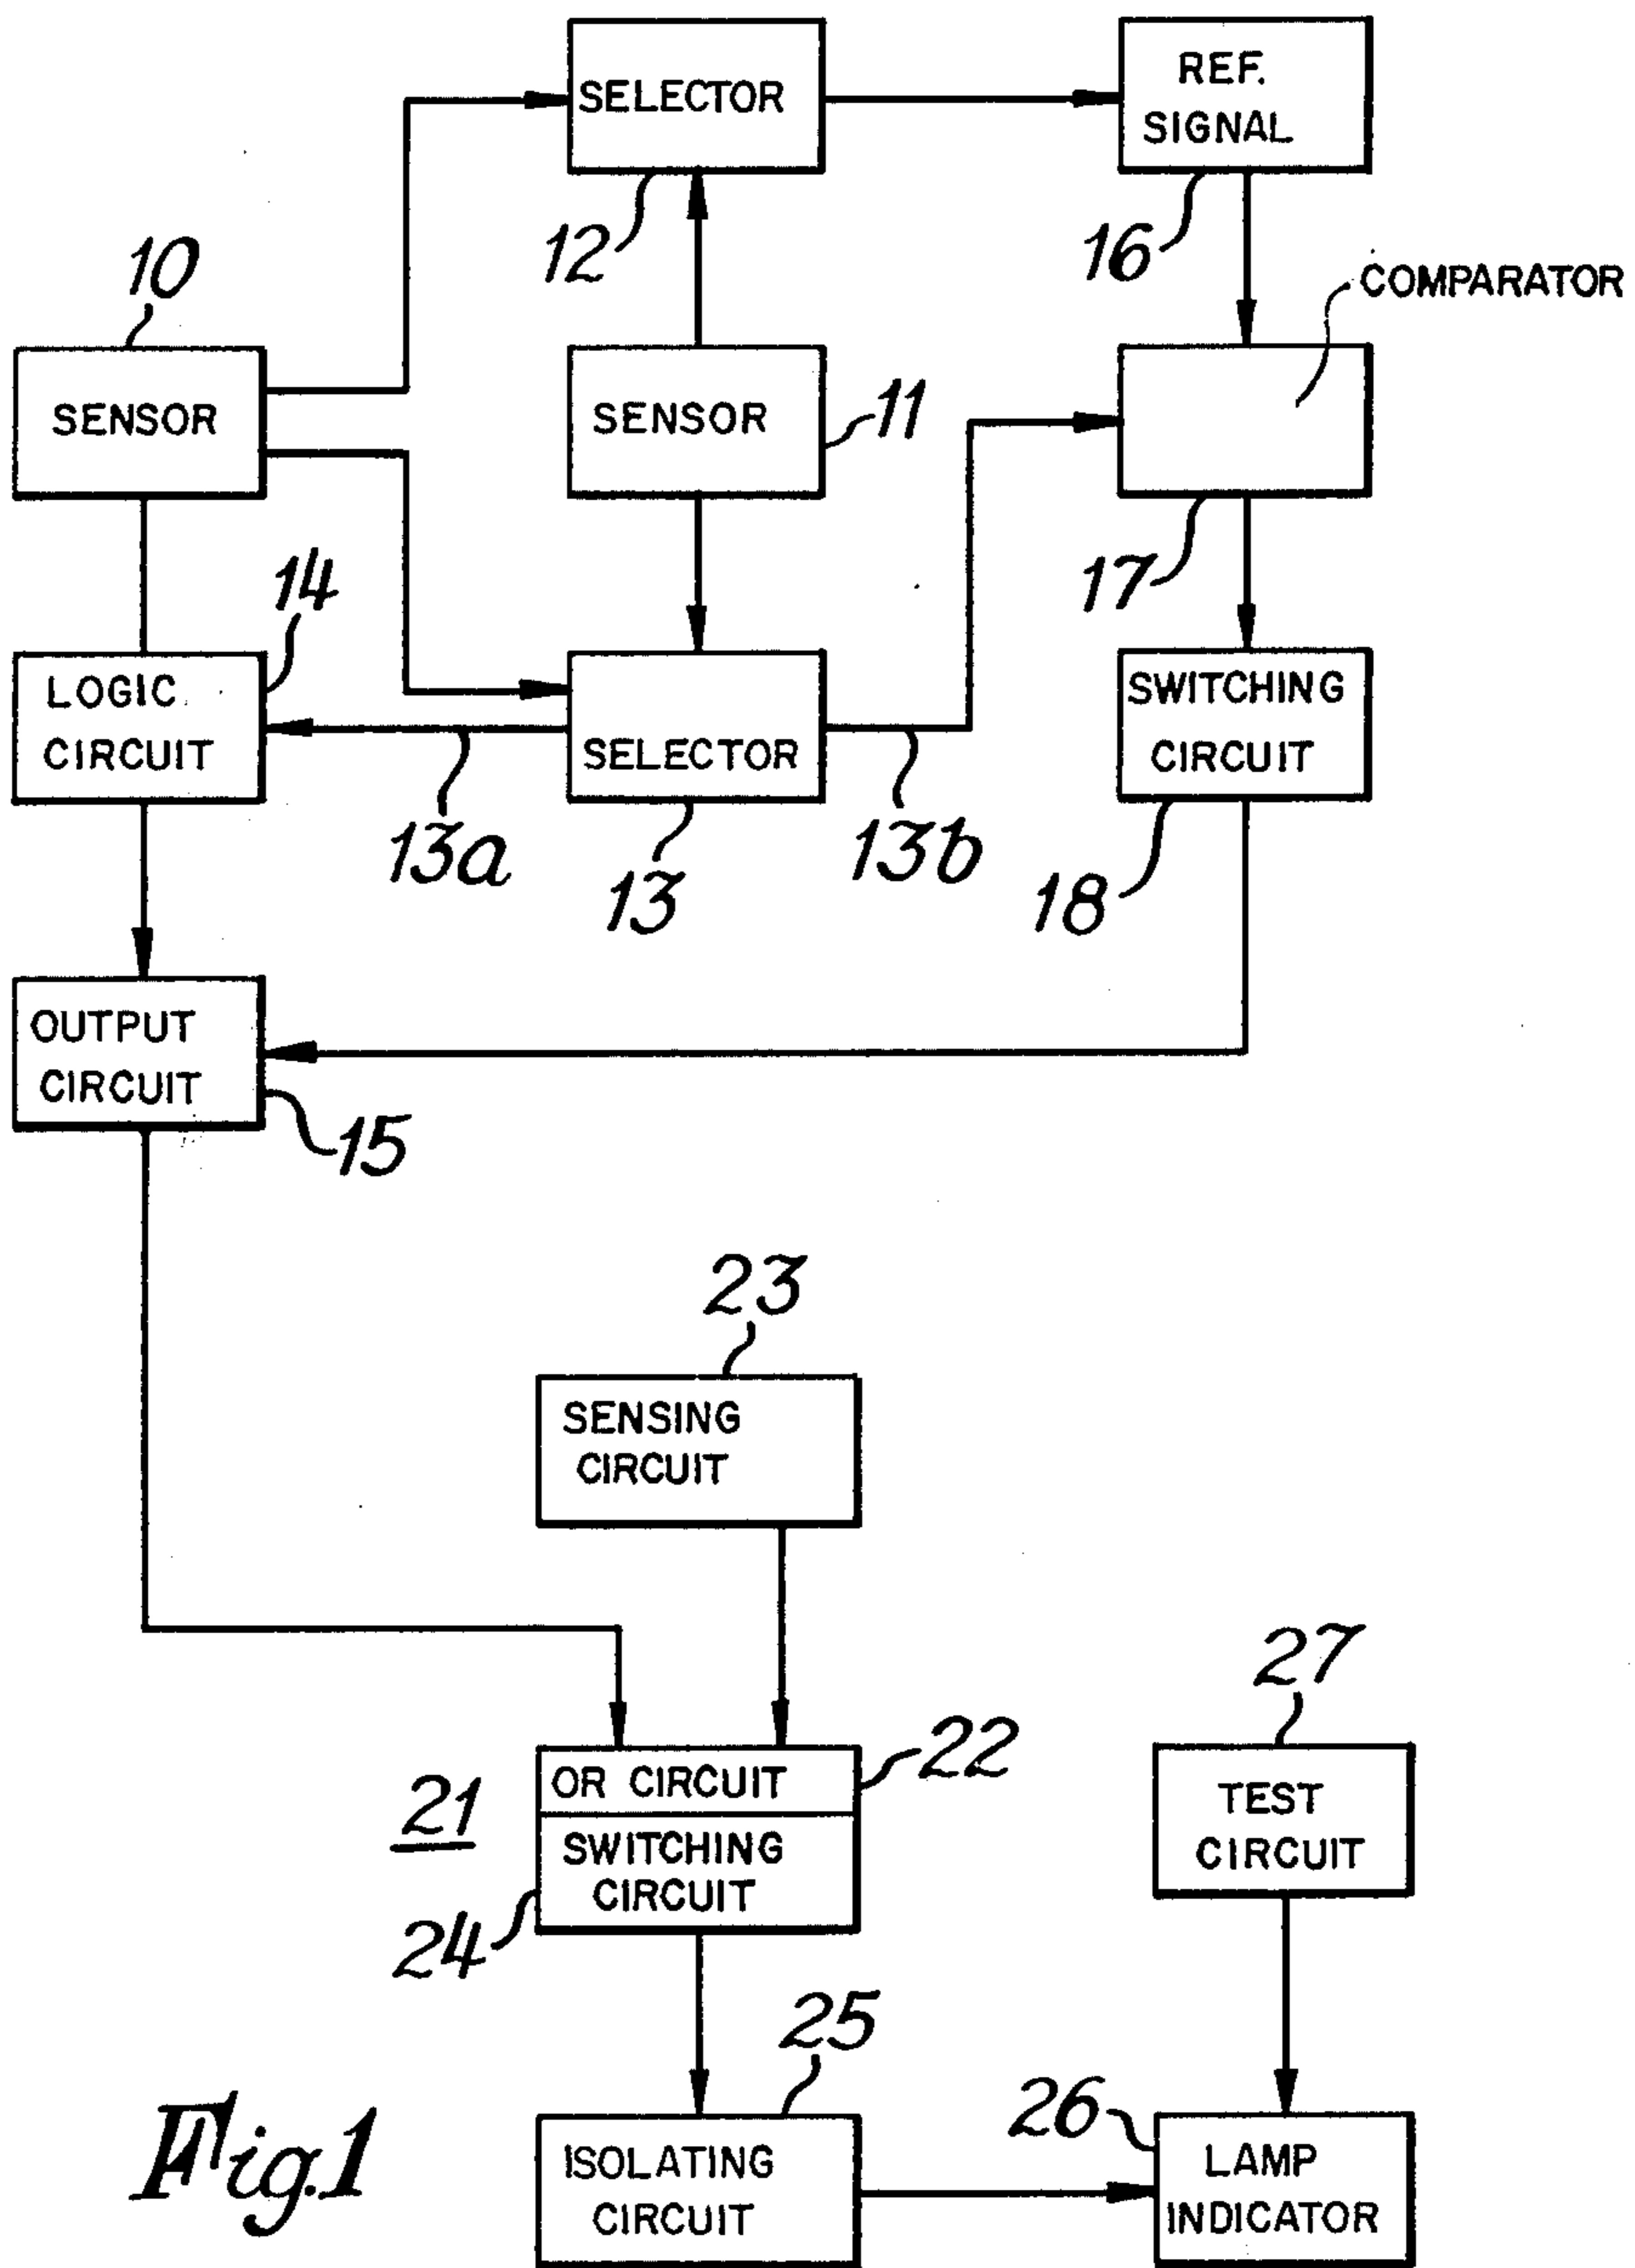 SELECTOR
12
REF.
SIGNAL
16
COMPARATOR
10
SENSOR
SENSOR
11
17
14
LOGIC
CIRCUIT
13a
SELECTOR
13
13b
SWITCHING
CIRCUIT
18
OUTPUT
CIRCUIT
15
23
SENSING
CIRCUIT
21
OR CIRCUIT
22
SWITCHING
CIRCUIT
24
27
TEST
CIRCUIT
25
ISOLATING
CIRCUIT
26
LAMP
INDICATOR
Fig.1